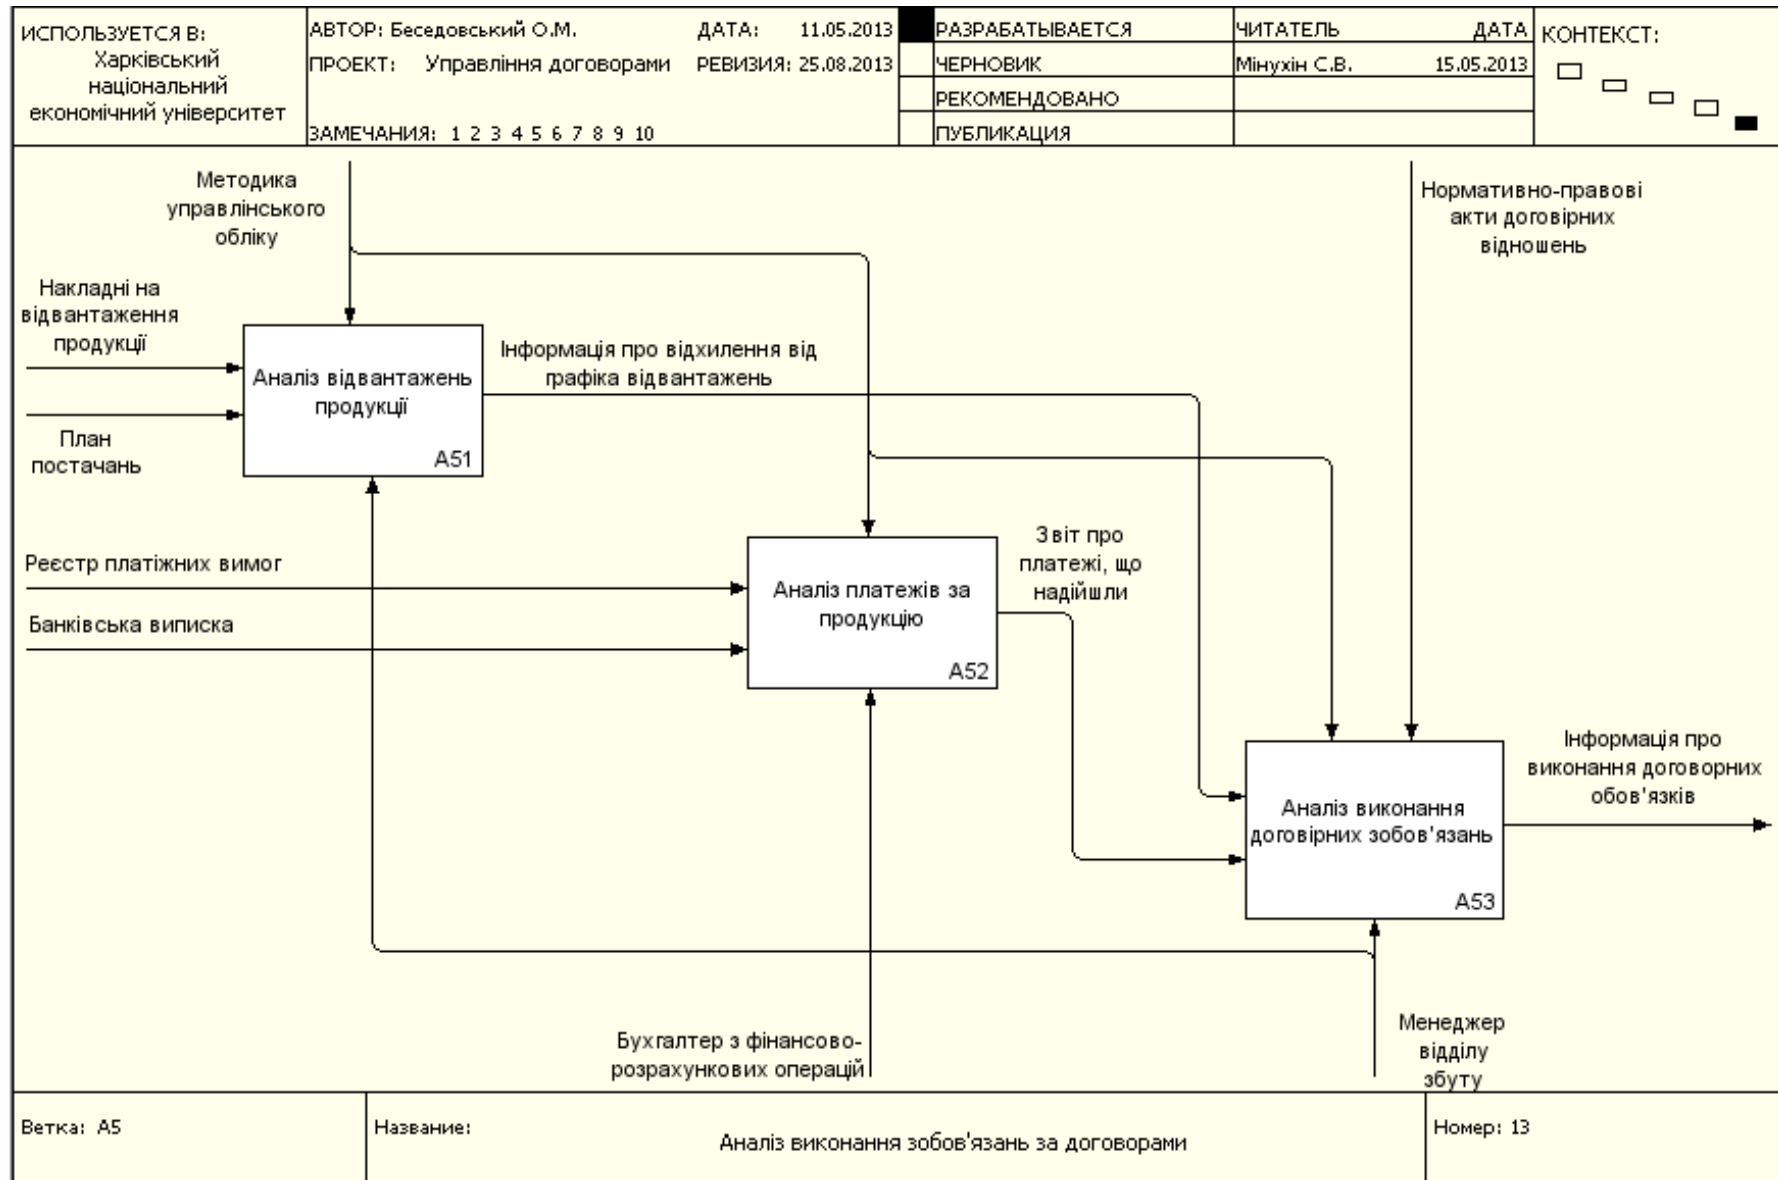 ИСПОЛЬЗУЕТСЯ В:
Харківський
національний
економічний університет
АВТОР: Беседовський О.М.
ДАТА: 11.05.2013
ПРОЕКТ: Управління договорами
РЕВИЗИЯ: 25.08.2013
ЗАМЕЧАНИЯ: 1 2 3 4 5 6 7 8 9 10
РАЗРАБАТЫВАЕТСЯ
ЧЕРНОВИК
РЕКОМЕНДОВАНО
ПУБЛИКАЦИЯ
ЧИТАТЕЛЬ ДАТА
Мінухін С.В. 15.05.2013
КОНТЕКСТ:
Методика
управлінського
обліку
Нормативно-правові
акти договірних
відношень
Накладні на
відвантаження
продукції
План
постачань
Аналіз відвантажень
продукції
А51
Інформація про відхилення від
графіка відвантажень
Реєстр платіжних вимог
Банківська виписка
Аналіз платежів за
продукцію
А52
Звіт про
платежі, що
надійшли
Аналіз виконання
договірних зобов'язань
А53
Інформація про
виконання договорних
обов'язків
Бухгалтер з фінансово-
розрахункових операцій
Менеджер
відділу
збуту
Ветка: А5
Название:
Аналіз виконання зобов'язань за договорами
Номер: 13